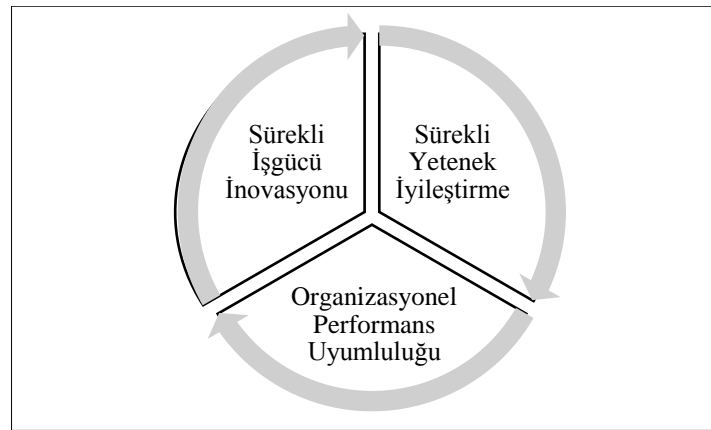 Sürekli
İşgücü
İnovasyonu
Sürekli
Yetenek
İyileştirme
Organizasyonel
Performans
Uyumluluğu